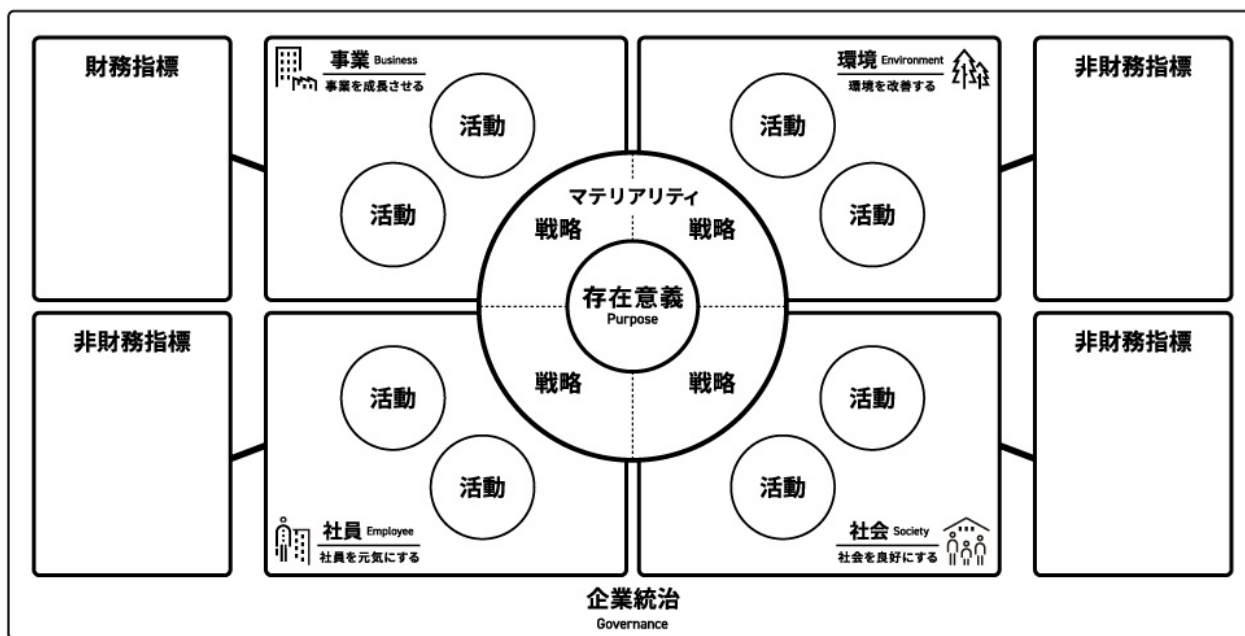 財務指標
事業 Business
事業を成長させる
活動
活動
環境 Environment
環境を改善する
活動
活動
非財務指標
マテリアリティ
戦略
戦略
存在意義
Purpose
戦略
戦略
非財務指標
活動
活動
社員 Employee
社員を元気にする
活動
活動
社会 Society
社会を良好にする
非財務指標
企業統治
Governance